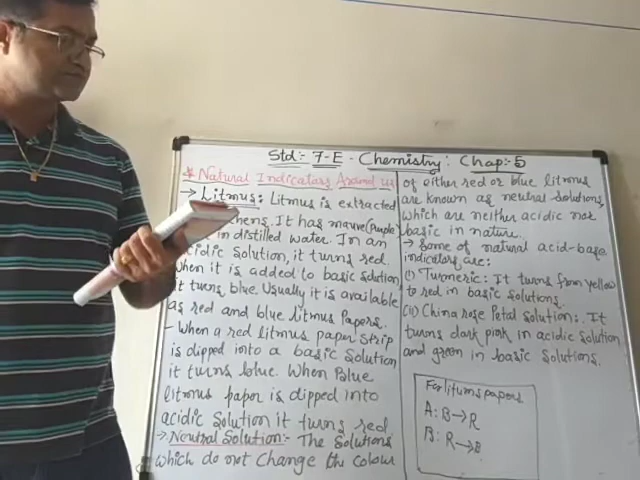 Std:- 7-E - Chemistry : Chap:-5
* Natural Indicators Around us
→ Litmus: Litmus is extracted
hens. It has mauve (Purple)
in distilled water. In an
cidic solution, it turns red.
When it is added to basic solution
it turns blue. Usually it is available
as red and blue litmus Papers.
- When a red litmus paper strip
is dipped into a basic solution
it turns blue. When Blue
litmus paper is dipped into
acidic solution it turns red.
→ Neutral Solution:- The Solutions
which do not Change the colour
of either red or blue litmus
are known as neutral solutions,
which are neither acidic nor
basic in nature.
→ Some of natural acid-base
indicators are:
(i) Turmeric: It turns from yellow
to red in basic solutions.
(ii) China rose Petal Solution:. It
turns dark pink in acidic solution
and green in basic solutions.
For litums papers
A: B→R
B: R→B